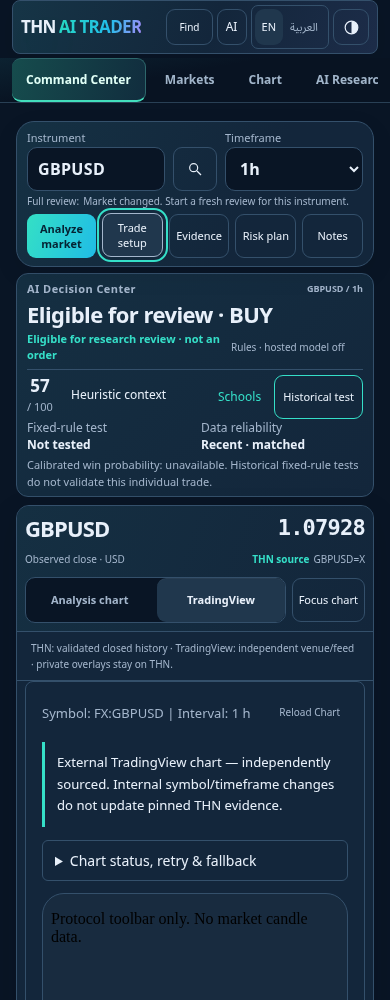 THN AI TRADER
Find
AI
EN
العربية
Command Center
Markets
Chart
AI Researc
Instrument
Timeframe
GBPUSD
1h
Full review: Market changed. Start a fresh review for this instrument.
Analyze
market
Trade
setup
Evidence
Risk plan
Notes
AI Decision Center
GBPUSD / 1h
Eligible for review · BUY
Eligible for research review · not an
order
Rules · hosted model off
57
/ 100
Heuristic context
Schools
Historical test
Fixed-rule test
Not tested
Data reliability
Recent · matched
Calibrated win probability: unavailable. Historical fixed-rule tests
do not validate this individual trade.
GBPUSD
1.07928
Observed close · USD
THN source GBPUSD=X
Analysis chart
TradingView
Focus chart
THN: validated closed history · TradingView: independent venue/feed
· private overlays stay on THN.
Symbol: FX:GBPUSD | Interval: 1 h
Reload Chart
External TradingView chart — independently
sourced. Internal symbol/timeframe changes
do not update pinned THN evidence.
▶ Chart status, retry & fallback
Protocol toolbar only. No market candle
data.